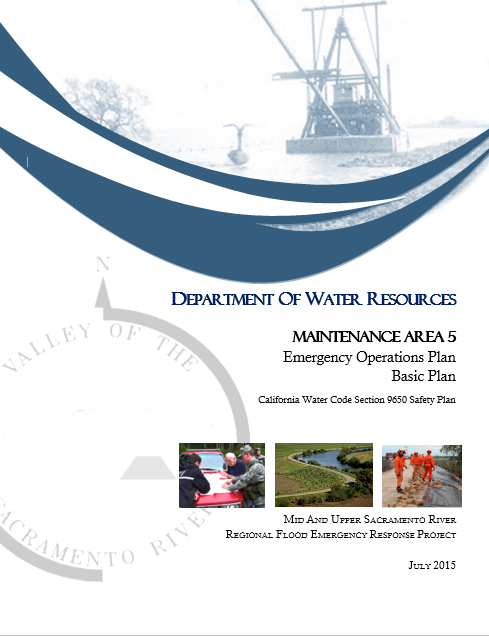 N
VALLEY OF THE
SACRAMENTO RIVER
DEPARTMENT OF WATER RESOURCES
MAINTENANCE AREA 5
Emergency Operations Plan
Basic Plan
California Water Code Section 9650 Safety Plan
MID AND UPPER SACRAMENTO RIVER
REGIONAL FLOOD EMERGENCY RESPONSE PROJECT
JULY 2015